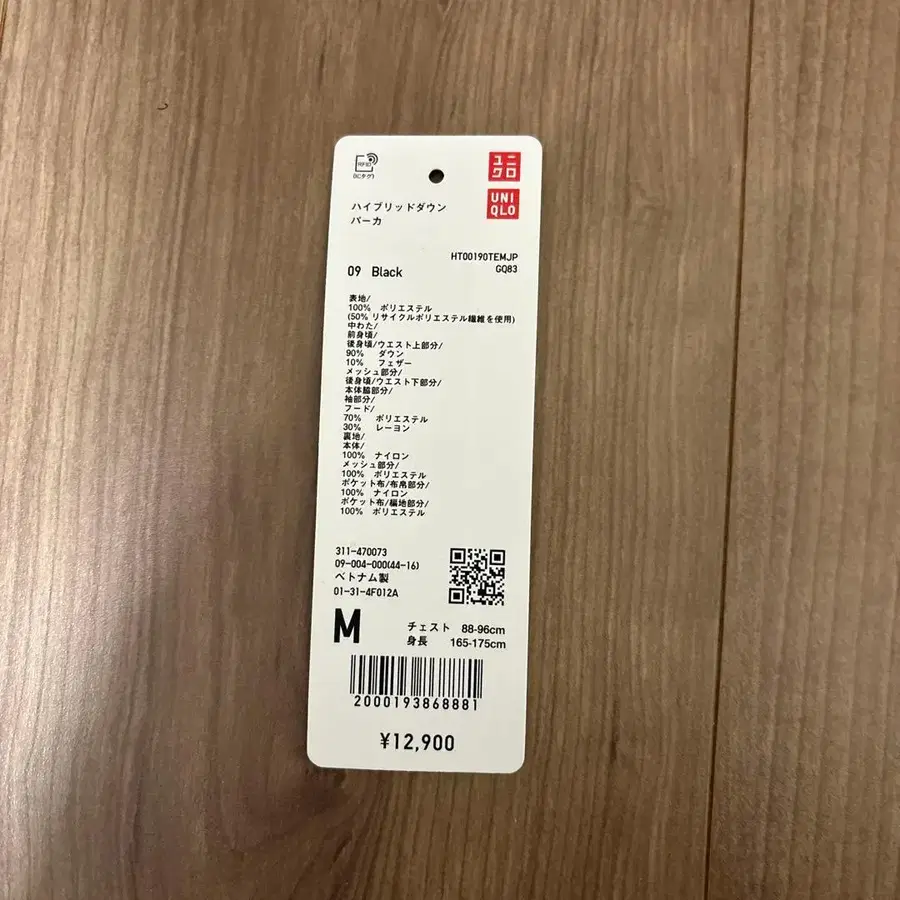 RFID
(ICタグ)
ユニ
クロ
UNI
QLO
ハイブリッドダウン
パーカ
HT00190TEMJP
GQ83
09 Black
表地/
100% ポリエステル
(50% リサイクルポリエステル繊維を使用)
中わた/
前身頃/
後身頃/ウエスト上部分/
90% ダウン
10% フェザー
メッシュ部分/
後身頃/ウエスト下部分/
本体脇部分/
袖部分/
フード/
70% ポリエステル
30% レーヨン
裏地/
本体/
100% ナイロン
メッシュ部分/
100% ポリエステル
ポケット布/布帛部分/
100% ナイロン
ポケット布/編地部分/
100% ポリエステル
311-470073
09-004-000(44-16)
ベトナム製
01-31-4F012A
M
チェスト 88-96cm
身長 165-175cm
2000193868881
¥12,900